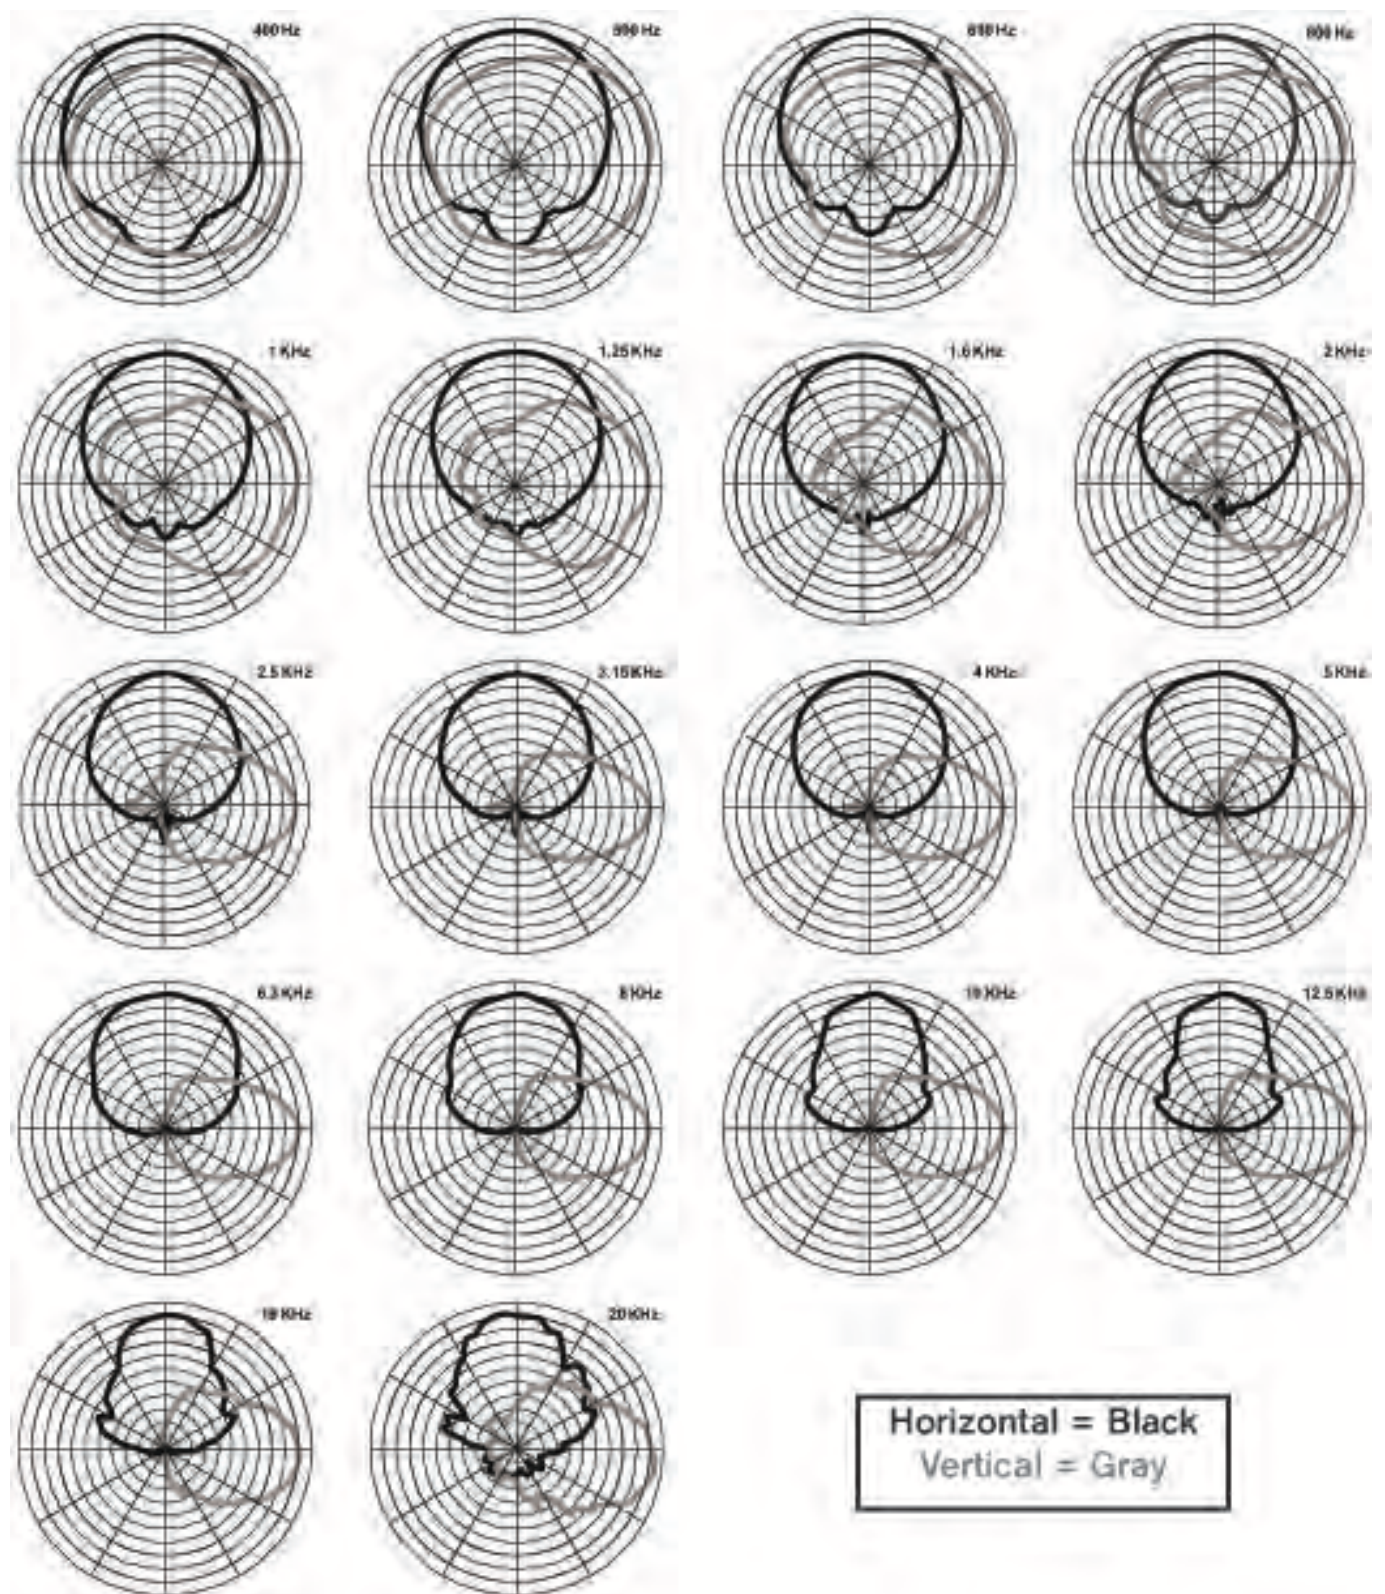 400 Hz
500 Hz
630 Hz
800 Hz
1 KHz
1.25 KHz
1.6 KHz
2 KHz
2.5 KHz
3.15 KHz
4 KHz
5 KHz
6.3 KHz
8 KHz
10 KHz
12.5 KHz
20 KHz
Horizontal = Black
Vertical = Gray